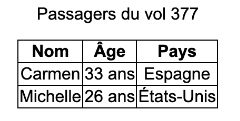 Passagers du vol 377
Nom Âge Pays
Carmen 33 ans Espagne
Michelle 26 ans États-Unis